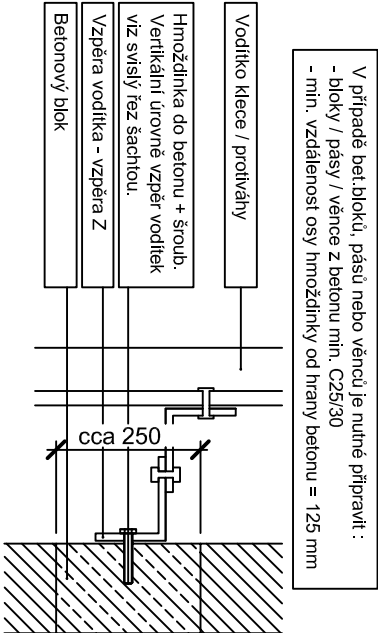 V případě bet.bloků, pásů nebo věnců je nutné připravit :
- bloky / pásy / věnce z betonu min. C25/30
- min. vzdálenost osy hmoždinky od hrany betonu = 125 mm
Vodítko klece / protiváhy
Hmoždinka do betonu + šroub.
Vertikální úrovně vzpěr vodítek
viz svislý řez šachtou.
Vzpěra vodítka - vzpěra Z
Betonový blok
cca 250